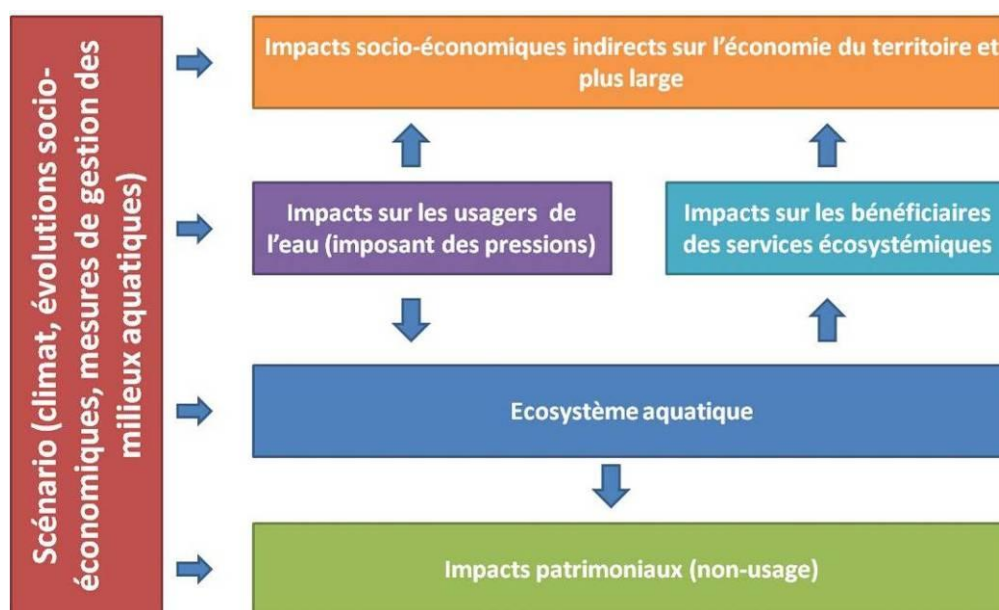 Scénario (climat, évolutions socio-
économiques, mesures de gestion des
milieux aquatiques)
Impacts socio-économiques indirects sur l'économie du territoire et
plus large
Impacts sur les usagers de
l'eau (imposant des pressions)
Impacts sur les bénéficiaires
des services écosystémiques
Ecosystème aquatique
Impacts patrimoniaux (non-usage)